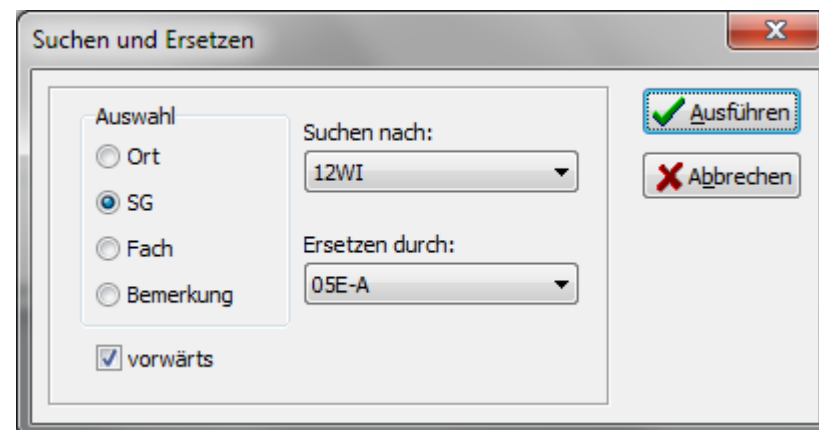 Suchen und Ersetzen
Auswahl
Ort
SG
Fach
Bemerkung
vorwärts
Suchen nach:
12WI
Ersetzen durch:
05E-A
Ausführen
Abbrechen